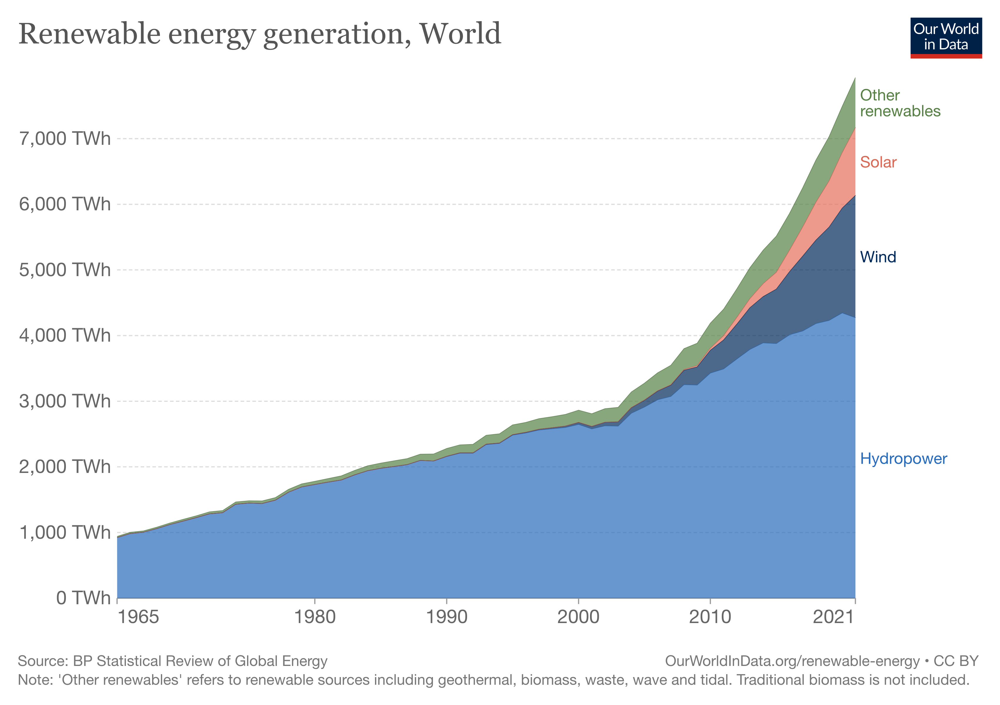 Renewable energy generation, World
Our World
in Data
Other
renewables
7,000 TWh
Solar
6,000 TWh
5,000 TWh
Wind
4,000 TWh
3,000 TWh
2,000 TWh
Hydropower
1,000 TWh
0 TWh
1965 1980 1990 2000 2010 2021
Source: BP Statistical Review of Global Energy
OurWorldInData.org/renewable-energy • CC BY
Note: 'Other renewables' refers to renewable sources including geothermal, biomass, waste, wave and tidal. Traditional biomass is not included.